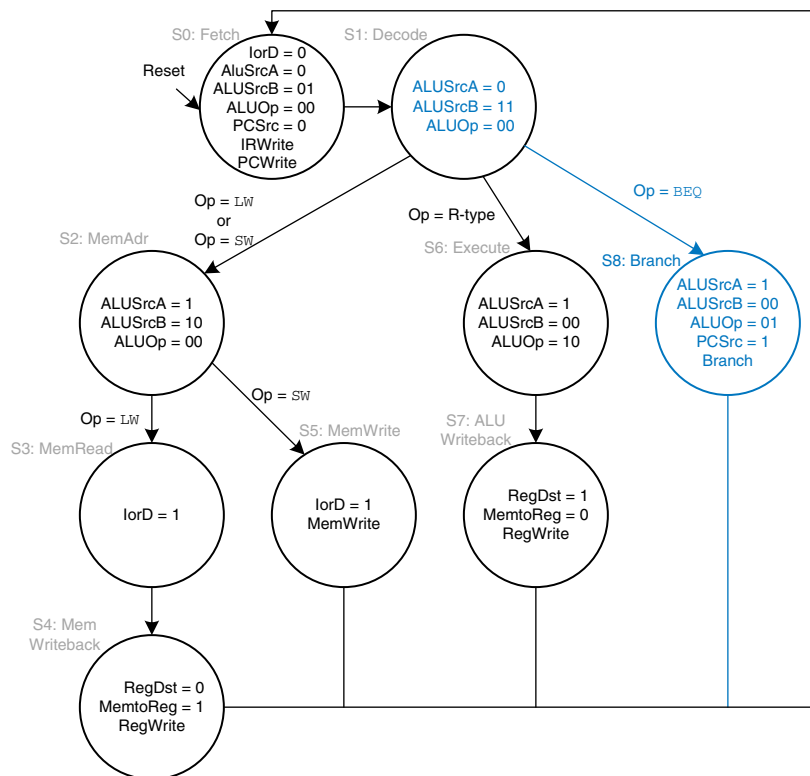 S0: Fetch
S1: Decode
Reset
IorD = 0
AluSrcA = 0
ALUSrcB = 01
ALUOp = 00
PCSrc = 0
IRWrite
PCWrite
ALUSrcA = 0
ALUSrcB = 11
ALUOp = 00
Op = LW
or
Op = SW
Op = R-type
Op = BEQ
S2: MemAdr
S6: Execute
S8: Branch
ALUSrcA = 1
ALUSrcB = 10
ALUOp = 00
ALUSrcA = 1
ALUSrcB = 00
ALUOp = 10
ALUSrcA = 1
ALUSrcB = 00
ALUOp = 01
PCSrc = 1
Branch
Op = LW
Op = SW
S3: MemRead
S5: MemWrite
S7: ALU
Writeback
IorD = 1
IorD = 1
MemWrite
RegDst = 1
MemtoReg = 0
RegWrite
S4: Mem
Writeback
RegDst = 0
MemtoReg = 1
RegWrite